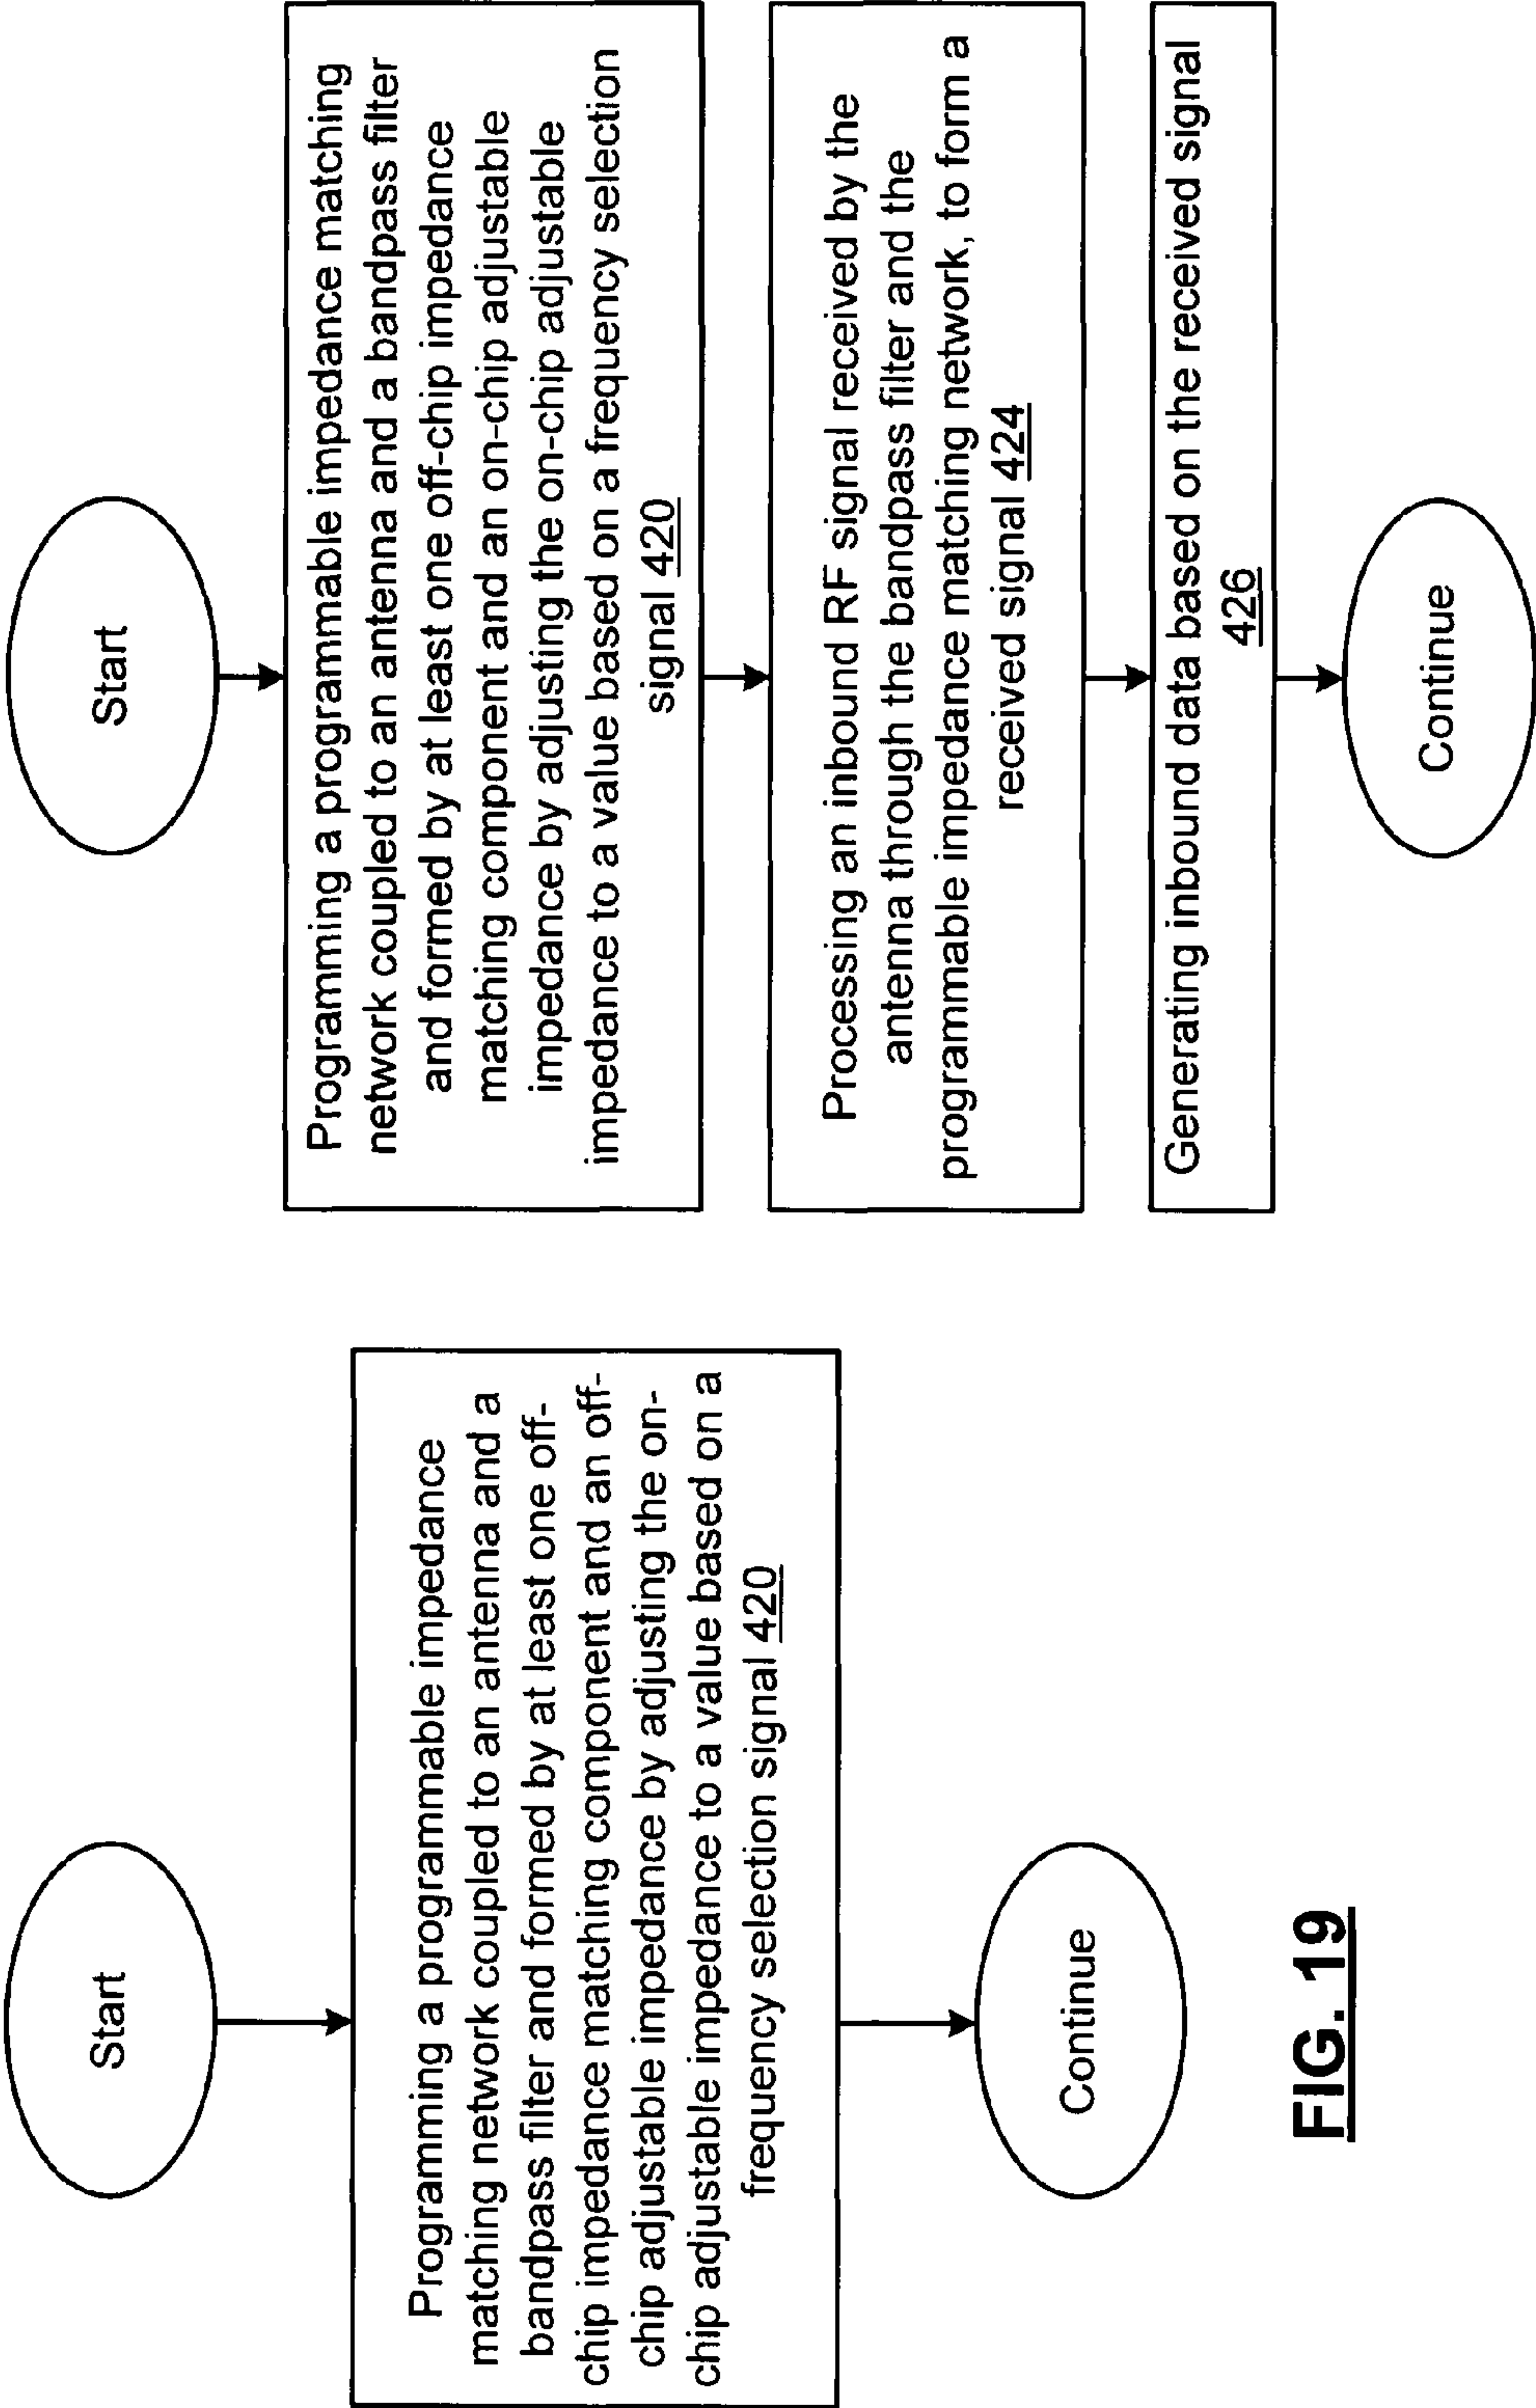 Start
Programming a programmable impedance
matching network coupled to an antenna and a
bandpass filter and formed by at least one off-
chip impedance matching component and an off-
chip adjustable impedance by adjusting the on-
chip adjustable impedance to a value based on a
frequency selection signal 420
Continue
FIG. 19
Start
Programming a programmable impedance matching
network coupled to an antenna and a bandpass filter
and formed by at least one off-chip impedance
matching component and an on-chip adjustable
impedance by adjusting the on-chip adjustable
impedance to a value based on a frequency selection
signal 420
Processing an inbound RF signal received by the
antenna through the bandpass filter and the
programmable impedance matching network, to form a
received signal 424
Generating inbound data based on the received signal
426
Continue